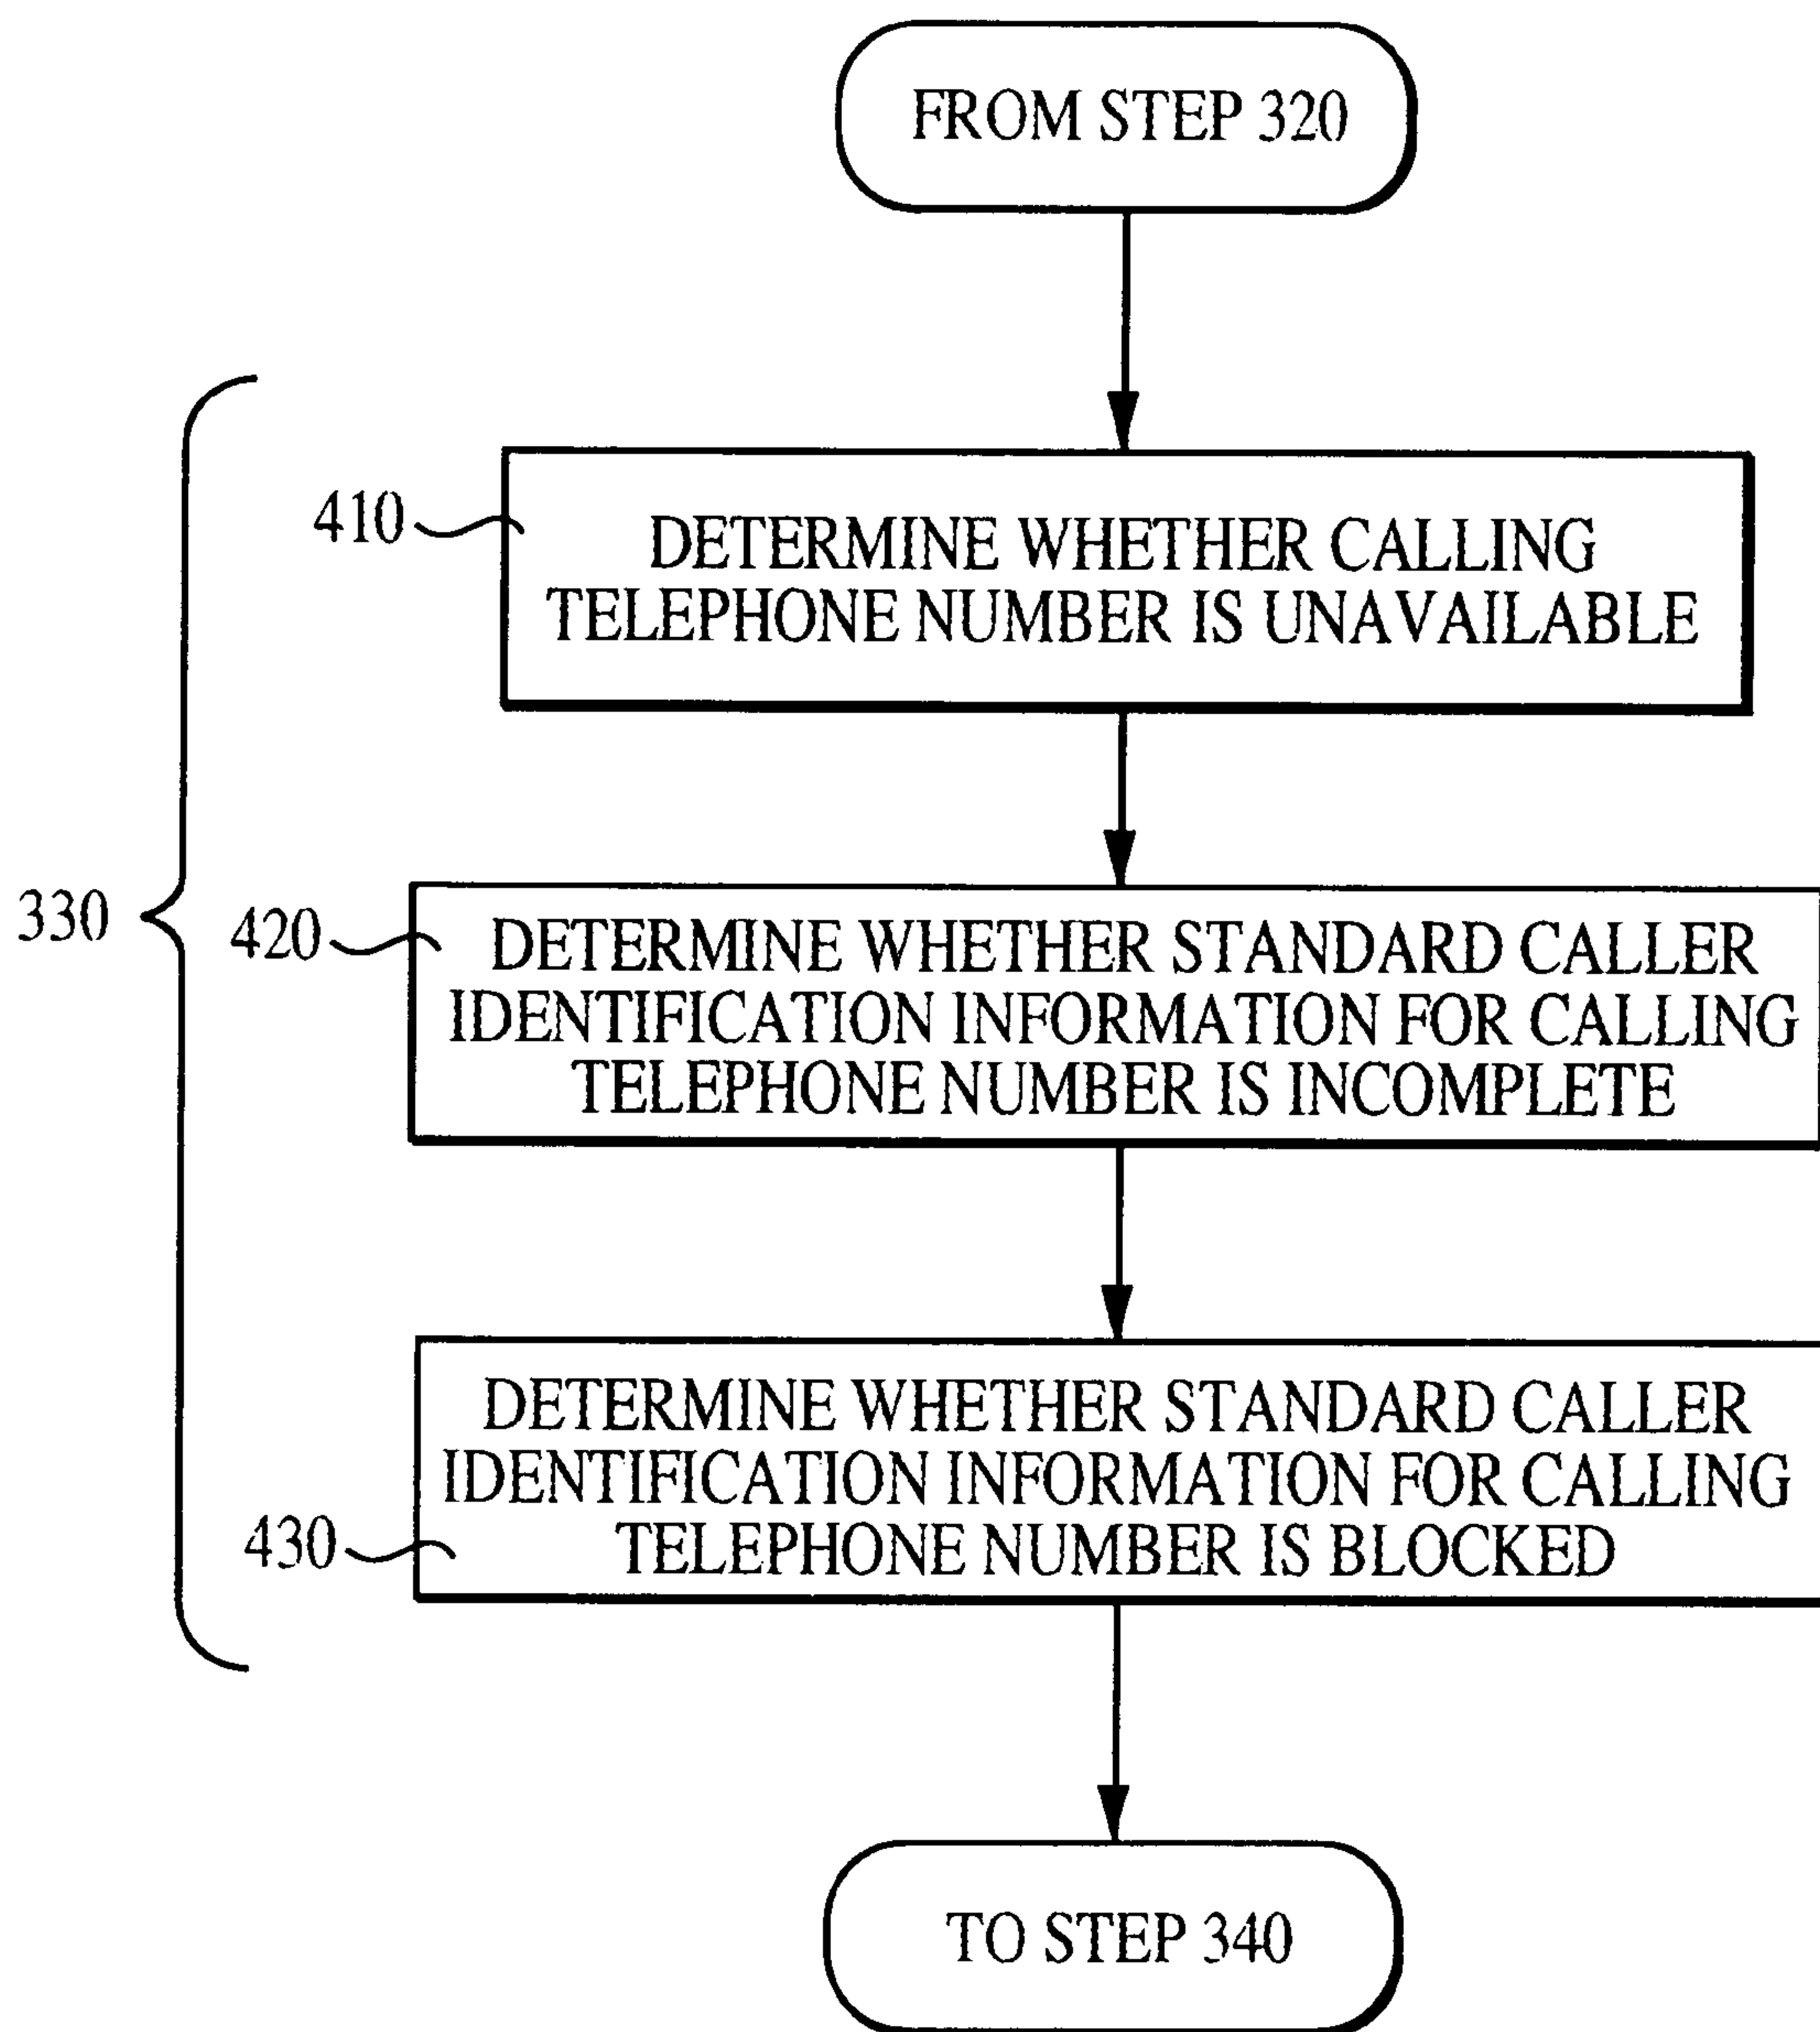 FROM STEP 320
410
DETERMINE WHETHER CALLING
TELEPHONE NUMBER IS UNAVAILABLE
330
420
DETERMINE WHETHER STANDARD CALLER
IDENTIFICATION INFORMATION FOR CALLING
TELEPHONE NUMBER IS INCOMPLETE
DETERMINE WHETHER STANDARD CALLER
IDENTIFICATION INFORMATION FOR CALLING
TELEPHONE NUMBER IS BLOCKED
430
TO STEP 340